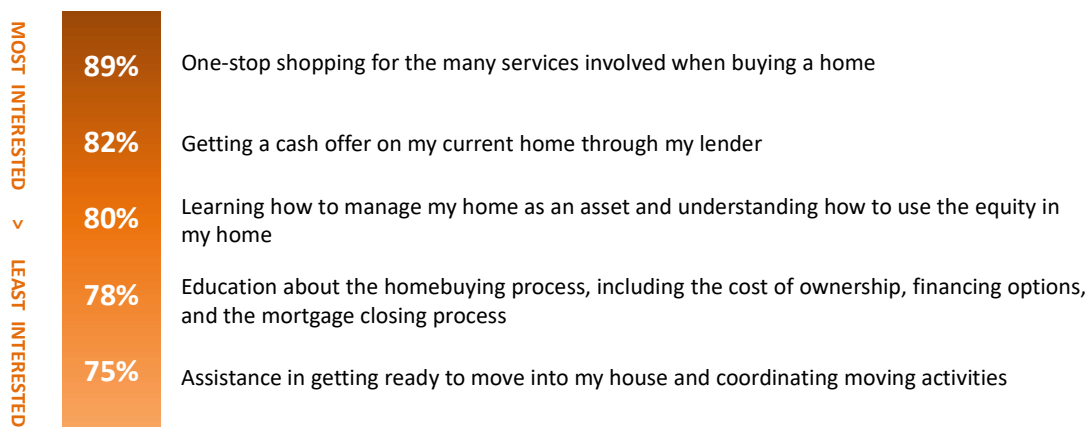 MOST INTERESTED > LEAST INTERESTED
89%
One-stop shopping for the many services involved when buying a home
82%
Getting a cash offer on my current home through my lender
80%
Learning how to manage my home as an asset and understanding how to use the equity in
my home
78%
Education about the homebuying process, including the cost of ownership, financing options,
and the mortgage closing process
75%
Assistance in getting ready to move into my house and coordinating moving activities